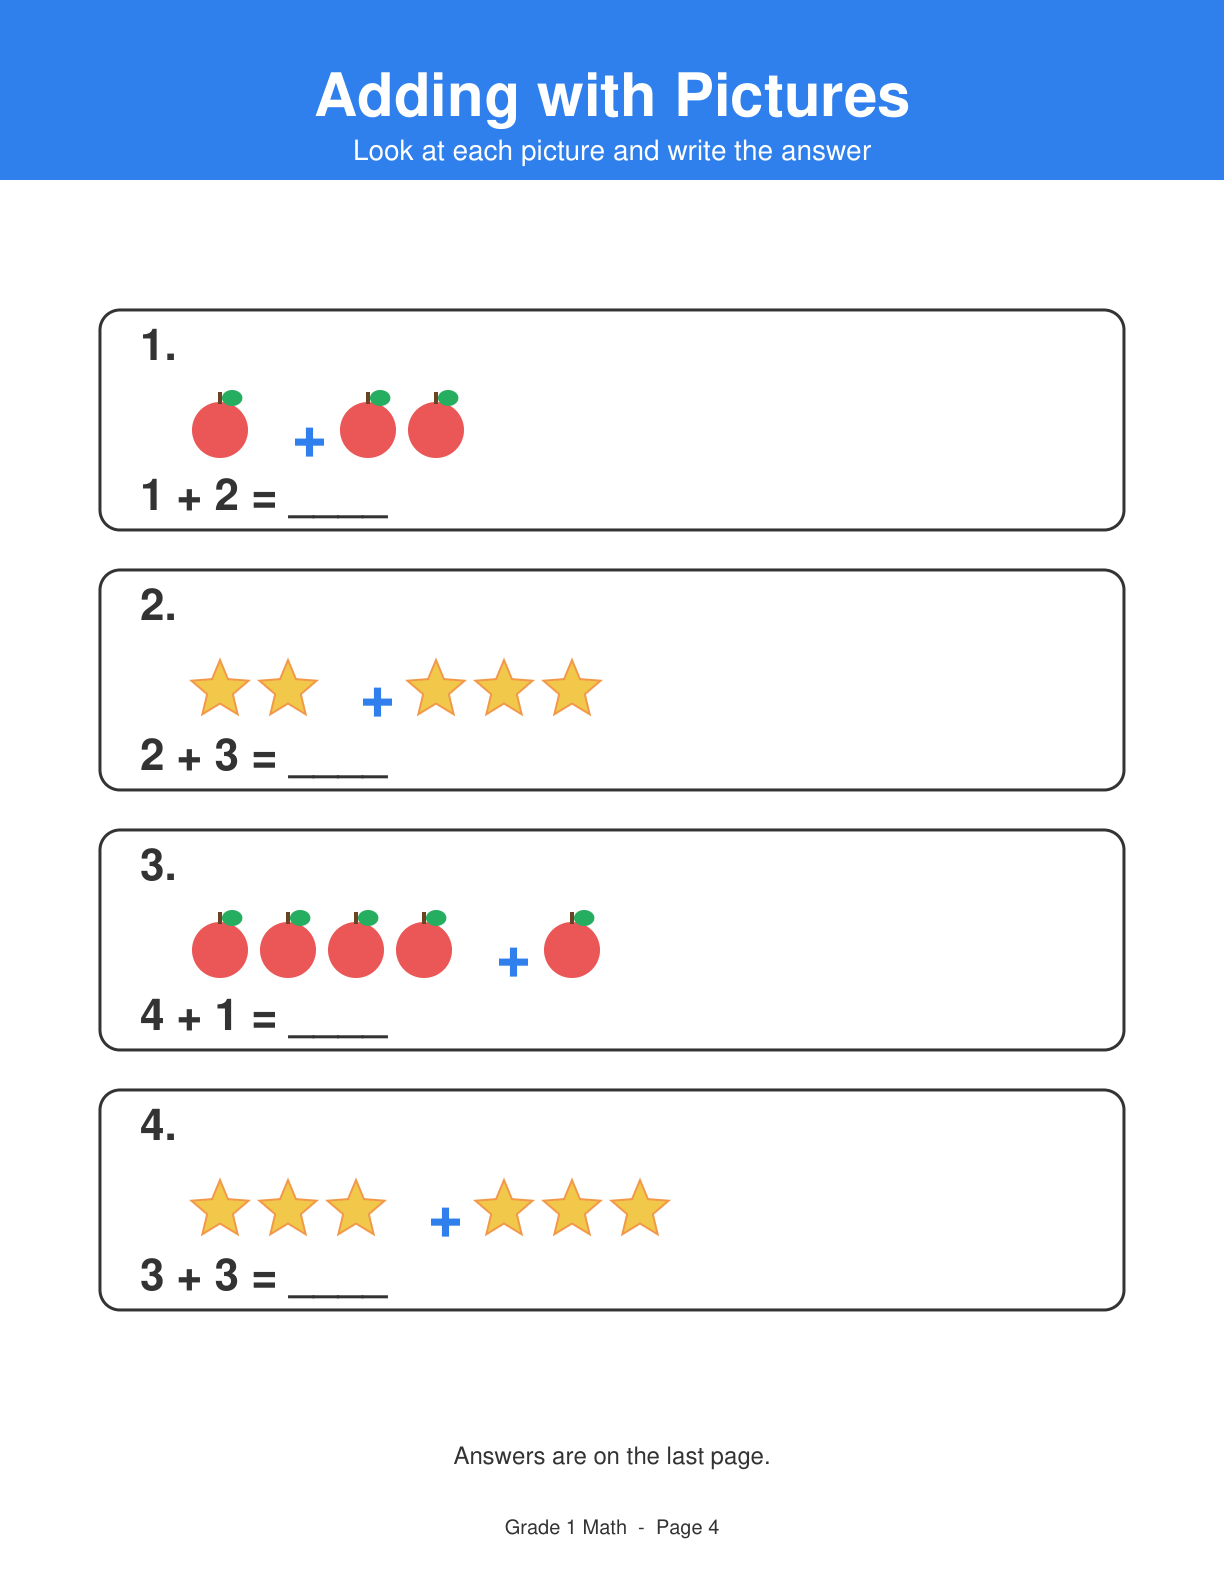 Adding with Pictures
Look at each picture and write the answer
1.
+
1 + 2 = ____
2.
+
2 + 3 = ____
3.
+
4 + 1 = ____
4.
+
3 + 3 = ____
Answers are on the last page.
Grade 1 Math - Page 4